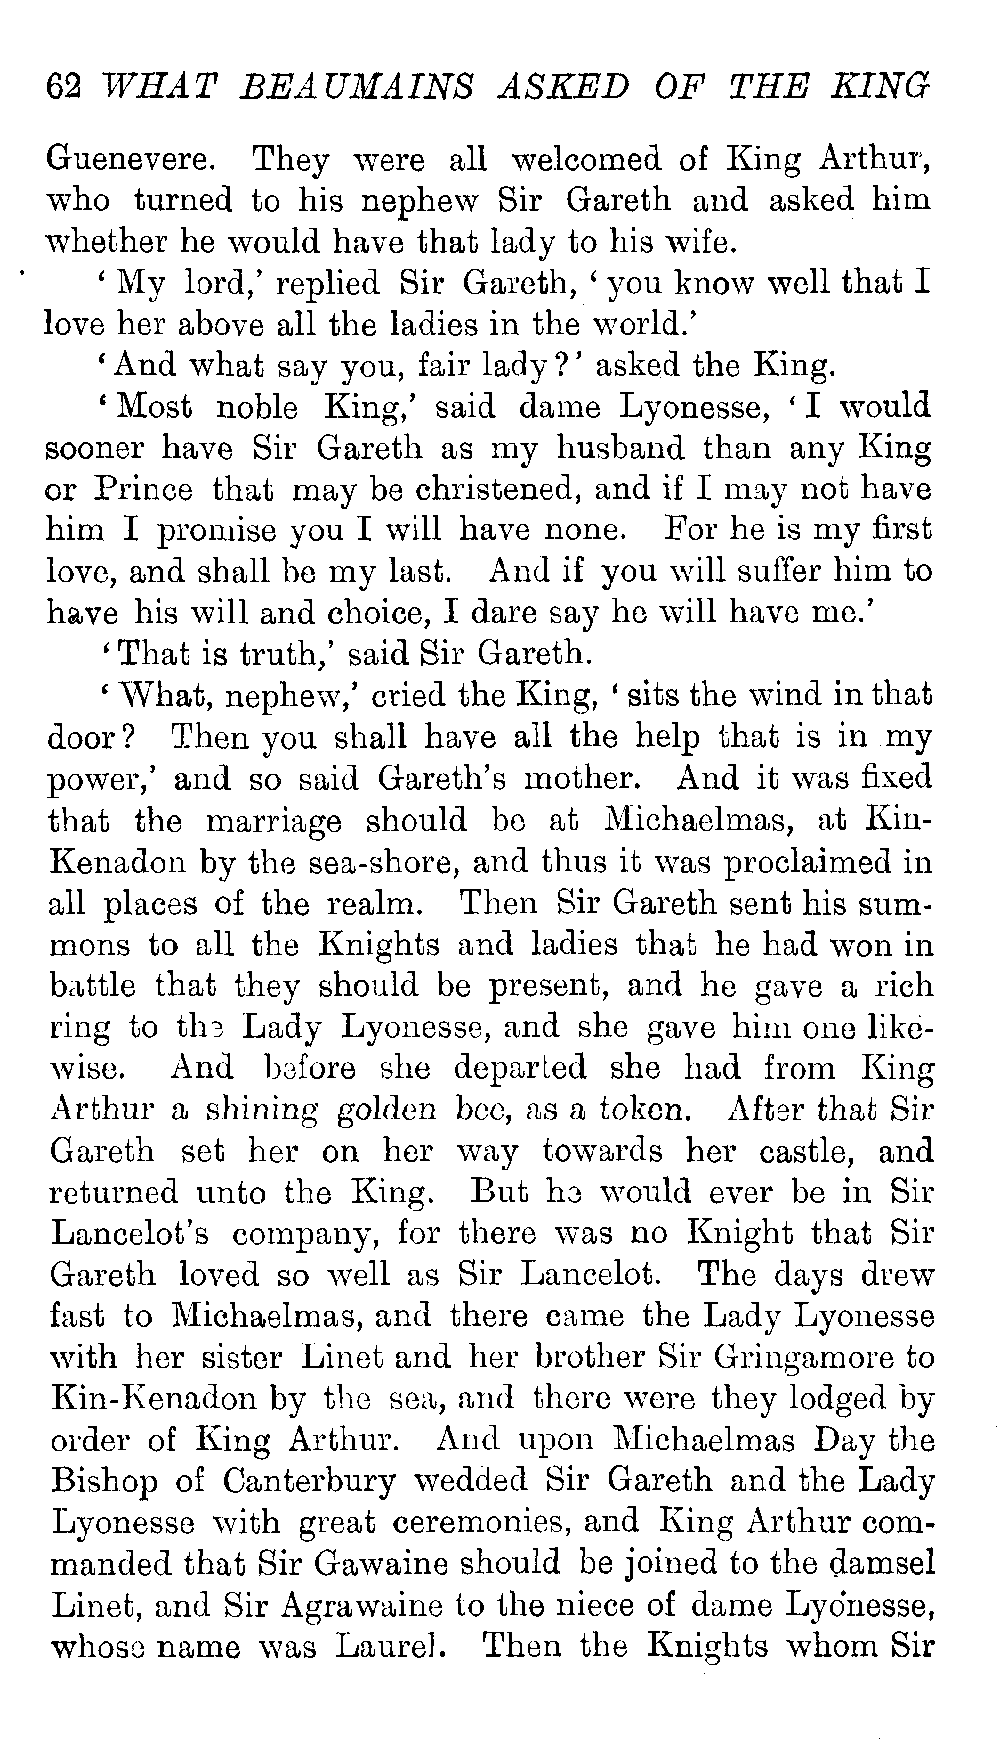 62 WHAT BEAUMAINS ASKED OF THE KING
Guenevere. They were all welcomed of King Arthur,
who turned to his nephew Sir Gareth and asked him
whether he would have that lady to his wife.
‘ My lord,’ replied Sir Gareth, ‘ you know well that I
love her above all the ladies in the world.’
‘ And what say you, fair lady ? ’ asked the King.
‘ Most noble King,’ said dame Lyonesse, ‘ I would
sooner have Sir Gareth as my husband than any King
or Prince that may be christened, and if I may not have
him I promise you I will have none. For he is my first
love, and shall be my last. And if you will suffer him to
have his will and choice, I dare say he will have me.’
‘ That is truth,’ said Sir Gareth.
‘ What, nephew,’ cried the King, ‘ sits the wind in that
door ? Then you shall have all the help that is in my
power,’ and so said Gareth’s mother. And it was fixed
that the marriage should be at Michaelmas, at Kin-
Kenadon by the sea-shore, and thus it was proclaimed in
all places of the realm. Then Sir Gareth sent his sum-
mons to all the Knights and ladies that he had won in
battle that they should be present, and he gave a rich
ring to the Lady Lyonesse, and she gave him one like-
wise. And before she departed she had from King
Arthur a shining golden bee, as a token. After that Sir
Gareth set her on her way towards her castle, and
returned unto the King. But he would ever be in Sir
Lancelot’s company, for there was no Knight that Sir
Gareth loved so well as Sir Lancelot. The days drew
fast to Michaelmas, and there came the Lady Lyonesse
with her sister Linet and her brother Sir Gringamore to
Kin-Kenadon by the sea, and there were they lodged by
order of King Arthur. And upon Michaelmas Day the
Bishop of Canterbury wedded Sir Gareth and the Lady
Lyonesse with great ceremonies, and King Arthur com-
manded that Sir Gawaine should be joined to the damsel
Linet, and Sir Agrawaine to the niece of dame Lyonesse,
whose name was Laurel. Then the Knights whom Sir